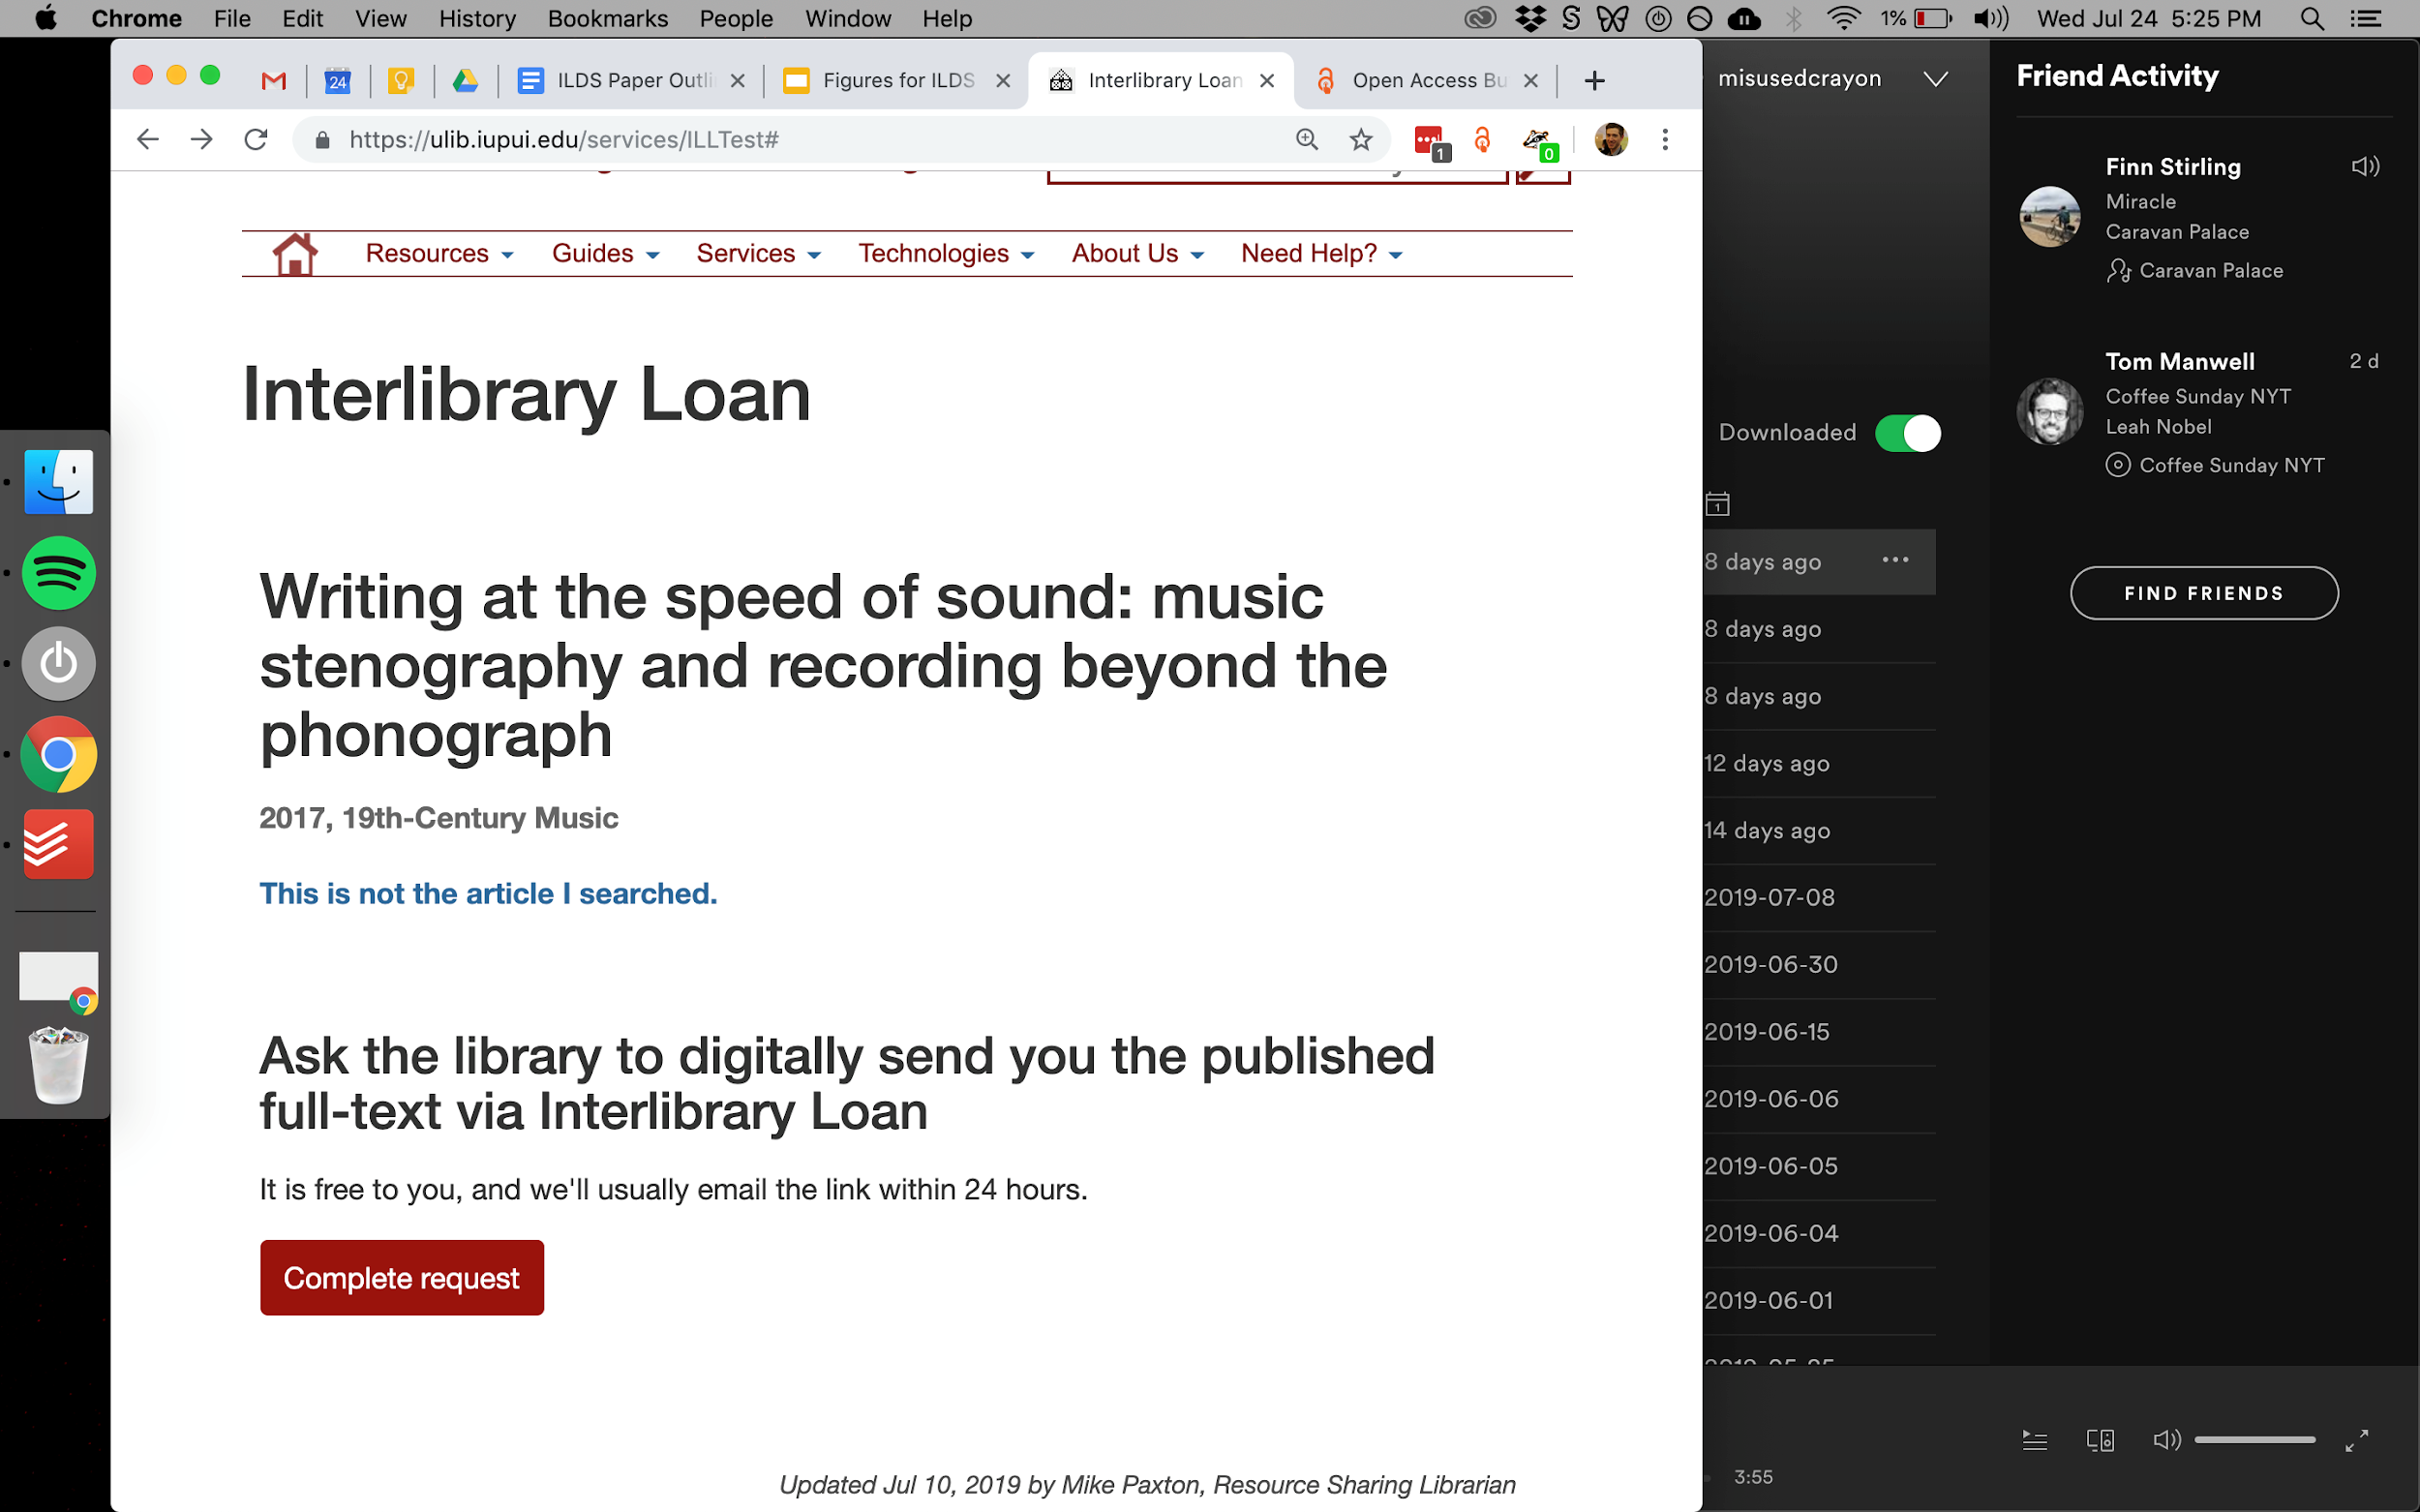 Chrome File Edit View History Bookmarks People Window Help
1% Wed Jul 24 5:25 PM
24
ILDS Paper Outli
Figures for ILDS
Interlibrary Loan
Open Access Bu
https://ulib.iupui.edu/services/ILLTest#
1
0
Resources Guides Services Technologies About Us Need Help?
Interlibrary Loan
Writing at the speed of sound: music
stenography and recording beyond the
phonograph
2017, 19th-Century Music
This is not the article I searched.
Ask the library to digitally send you the published
full-text via Interlibrary Loan
It is free to you, and we'll usually email the link within 24 hours.
Complete request
Updated Jul 10, 2019 by Mike Paxton, Resource Sharing Librarian
misusedcrayon
Downloaded
1
8 days ago
8 days ago
8 days ago
12 days ago
14 days ago
2019-07-08
2019-06-30
2019-06-15
2019-06-06
2019-06-05
2019-06-04
2019-06-01
3:55
Friend Activity
Finn Stirling
Miracle
Caravan Palace
Caravan Palace
Tom Manwell 2 d
Coffee Sunday NYT
Leah Nobel
Coffee Sunday NYT
FIND FRIENDS